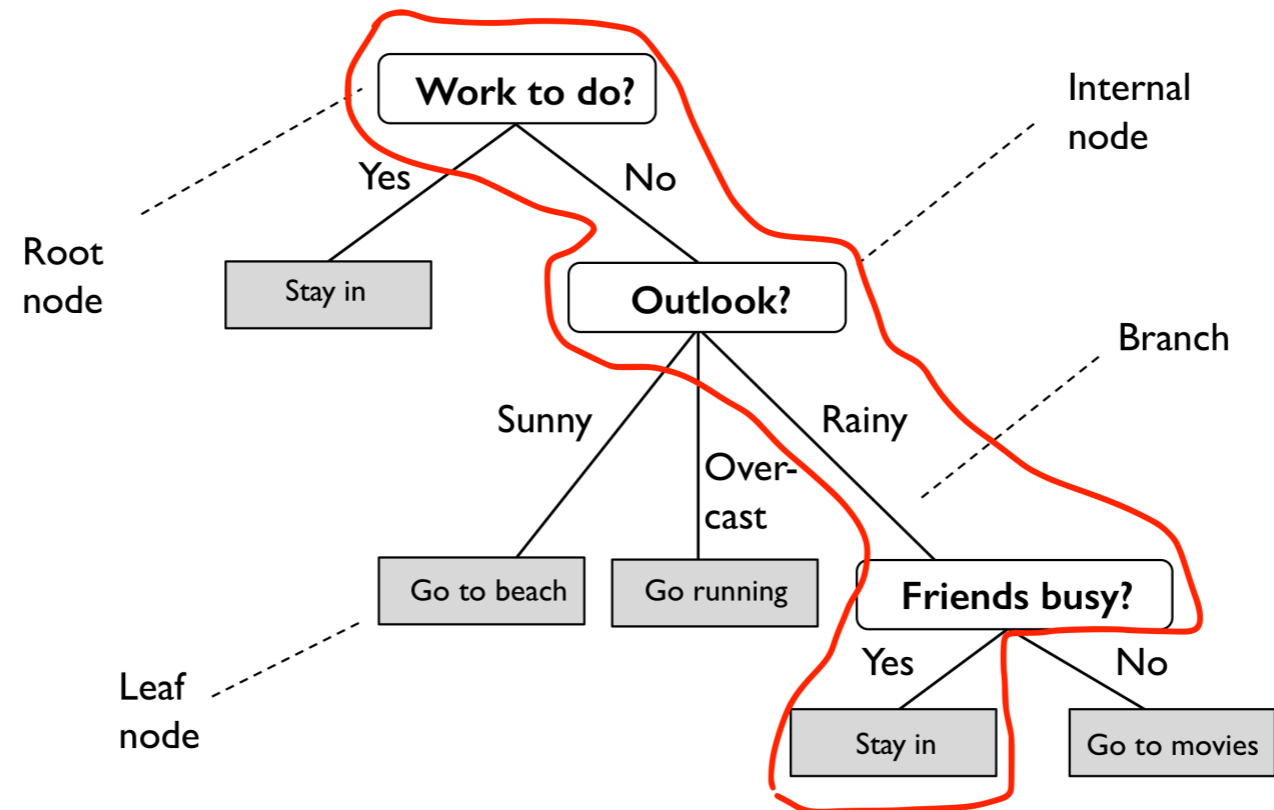 Work to do?
Internal
node
Yes
No
Root
node
Stay in
Outlook?
Branch
Sunny
Rainy
Over-
cast
Go to beach
Go running
Friends busy?
Yes
No
Leaf
node
Stay in
Go to movies